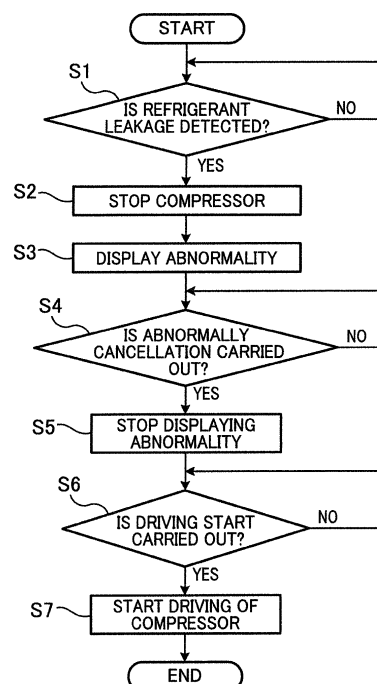 START
S1
IS REFRIGERANT
LEAKAGE DETECTED?
NO
YES
S2
STOP COMPRESSOR
S3
DISPLAY ABNORMALITY
S4
IS ABNORMALLY
CANCELLATION CARRIED
OUT?
NO
YES
S5
STOP DISPLAYING
ABNORMALITY
S6
IS DRIVING START
CARRIED OUT?
NO
YES
S7
START DRIVING OF
COMPRESSOR
END